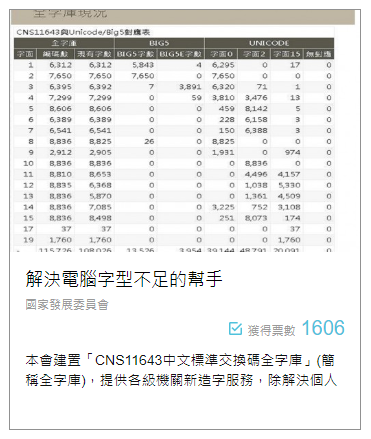 全字庫現況
CNS11643與Unicode/Big5對應表
全字庫 BIG5 UNICODE
字面 編碼數 現有字數 BIG5字數 BIG5E字數 字面0 字面2 字面15 無對應
1 6,312 6,312 5,843 4 6,295 0 17 0
2 7,650 7,650 7,650 0 7,650 0 0 0
3 6,395 6,392 7 3,891 6,320 71 1 0
4 7,299 7,299 0 59 3,810 3,476 13 0
5 8,606 8,606 0 0 459 8,142 5 0
6 6,389 6,389 0 0 228 6,158 3 0
7 6,541 6,541 0 0 150 6,388 3 0
8 8,836 8,825 26 0 8,825 0 0 0
9 2,912 2,905 0 0 1,931 0 974 0
10 8,836 8,836 0 0 0 8,836 0 0
11 8,810 8,653 0 0 0 4,496 4,157 0
12 8,835 6,368 0 0 0 1,038 5,330 0
13 8,836 5,870 0 0 0 1,361 4,509 0
14 8,836 7,085 0 0 3,225 752 3,108 0
15 8,836 8,498 0 0 251 8,073 174 0
17 37 37 0 0 0 0 37 0
19 1,760 1,760 0 0 0 0 1,760 0
115,726 108,026 13,526 3,954 39,144 48,791 20,091 0
解決電腦字型不足的幫手
國家發展委員會
獲得票數 1606
本會建置「CNS11643中文標準交換碼全字庫」(簡
稱全字庫)，提供各級機關新造字服務，除解決個人